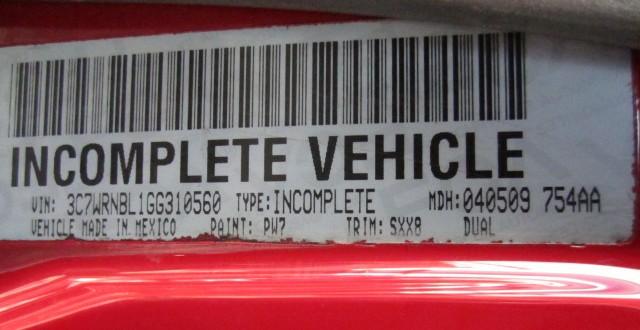 INCOMPLETE VEHICLE
VIN: 3C7WRNBL1GG310560 TYPE: INCOMPLETE MDH: 040509 754AA
VEHICLE MADE IN MEXICO PAINT: PW7 TRIM: SXX8 DUAL